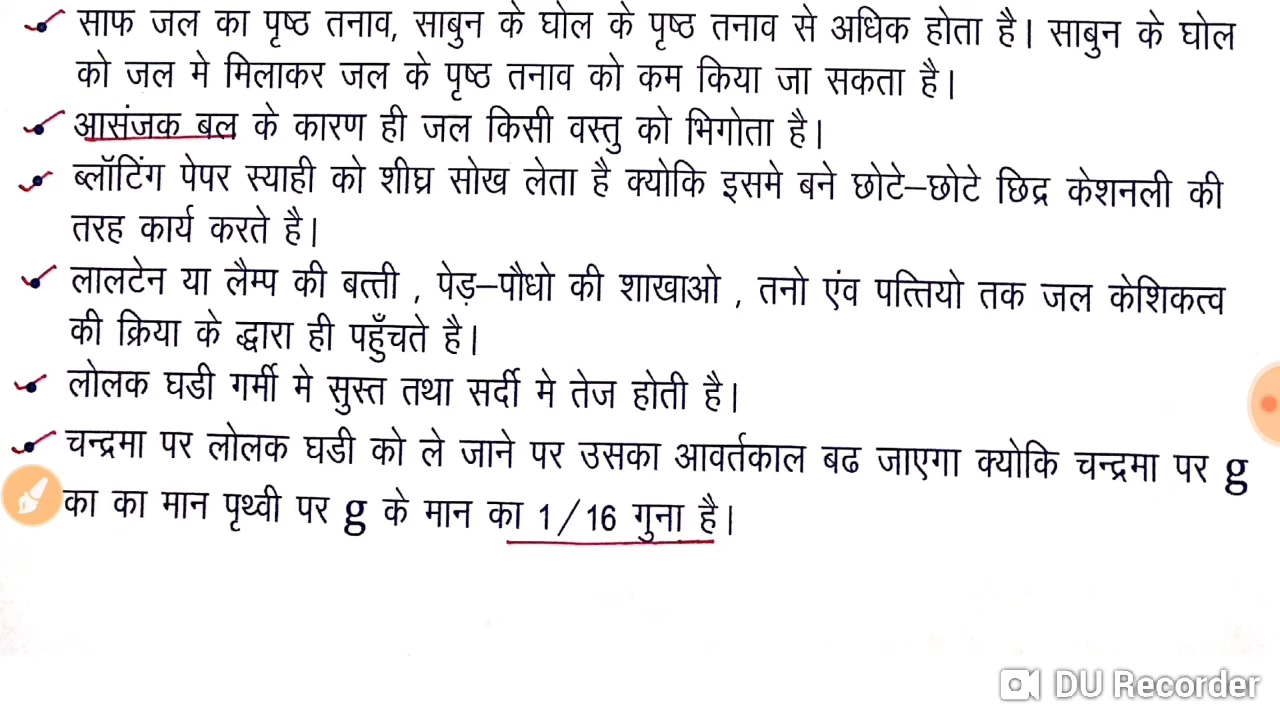 साफ जल का पृष्ठ तनाव, साबुन के घोल के पृष्ठ तनाव से अधिक होता है। साबुन के घोल
को जल मे मिलाकर जल के पृष्ठ तनाव को कम किया जा सकता है।
आसंजक बल के कारण ही जल किसी वस्तु को भिगोता है।
ब्लॉटिंग पेपर स्याही को शीघ्र सोख लेता है क्योकि इसमे बने छोटे–छोटे छिद्र केशनली की
तरह कार्य करते है।
लालटेन या लैम्प की बत्ती , पेड़–पौधो की शाखाओ , तनो एंव पत्तियो तक जल केशिकत्व
की क्रिया के द्धारा ही पहुँचते है।
लोलक घडी गर्मी मे सुस्त तथा सर्दी मे तेज होती है।
चन्द्रमा पर लोलक घडी को ले जाने पर उसका आवर्तकाल बढ जाएगा क्योकि चन्द्रमा पर g
का का मान पृथ्वी पर g के मान का 1/16 गुना है।
DU Recorder